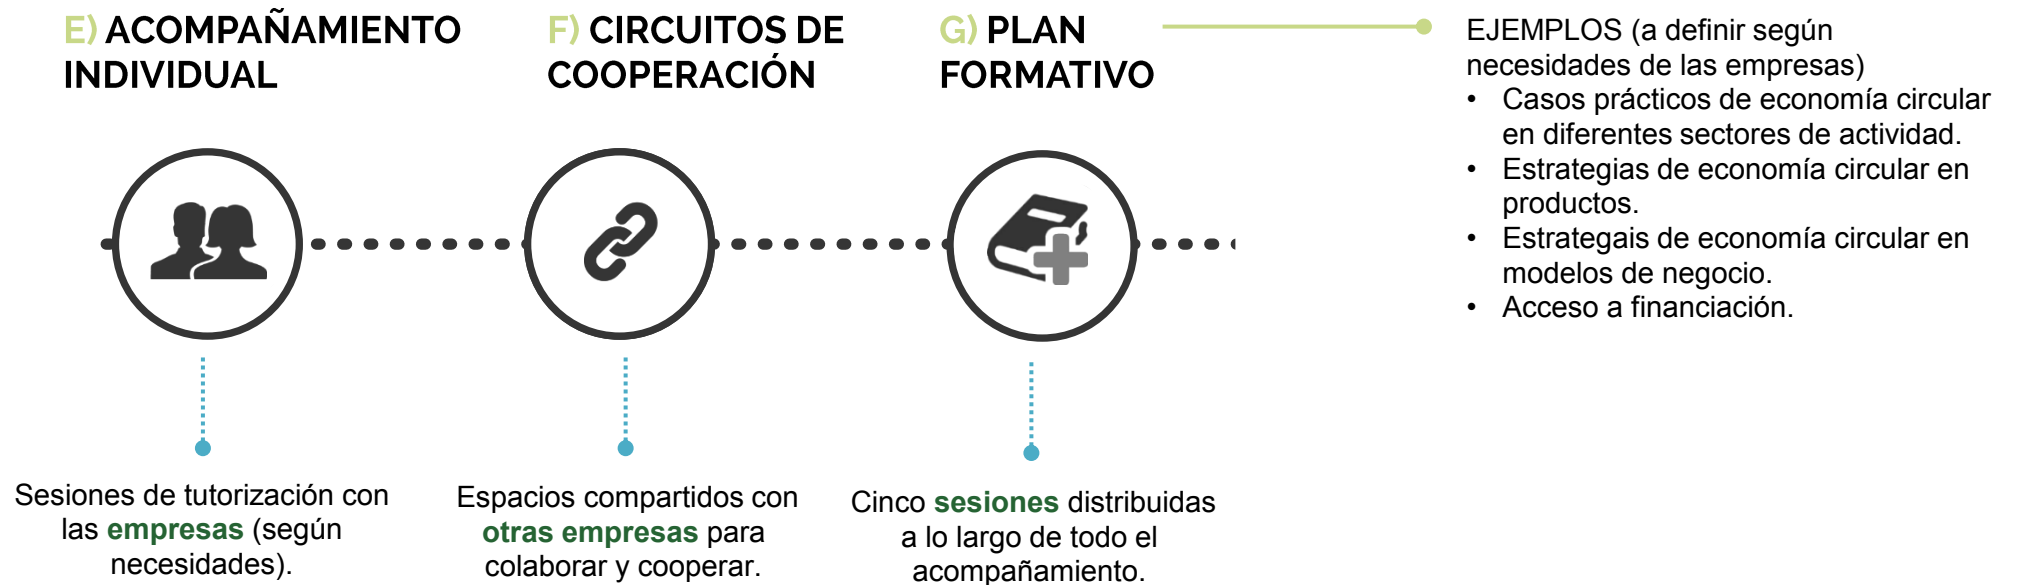 E) ACOMPAÑAMIENTO
INDIVIDUAL
Sesiones de tutorización con
las empresas (según
necesidades).
F) CIRCUITOS DE
COOPERACIÓN
Espacios compartidos con
otras empresas para
colaborar y cooperar.
G) PLAN
FORMATIVO
Cinco sesiones distribuidas
a lo largo de todo el
acompañamiento.
EJEMPLOS (a definir según
necesidades de las empresas)
• Casos prácticos de economía circular
en diferentes sectores de actividad.
• Estrategias de economía circular en
productos.
• Estrategais de economía circular en
modelos de negocio.
• Acceso a financiación.